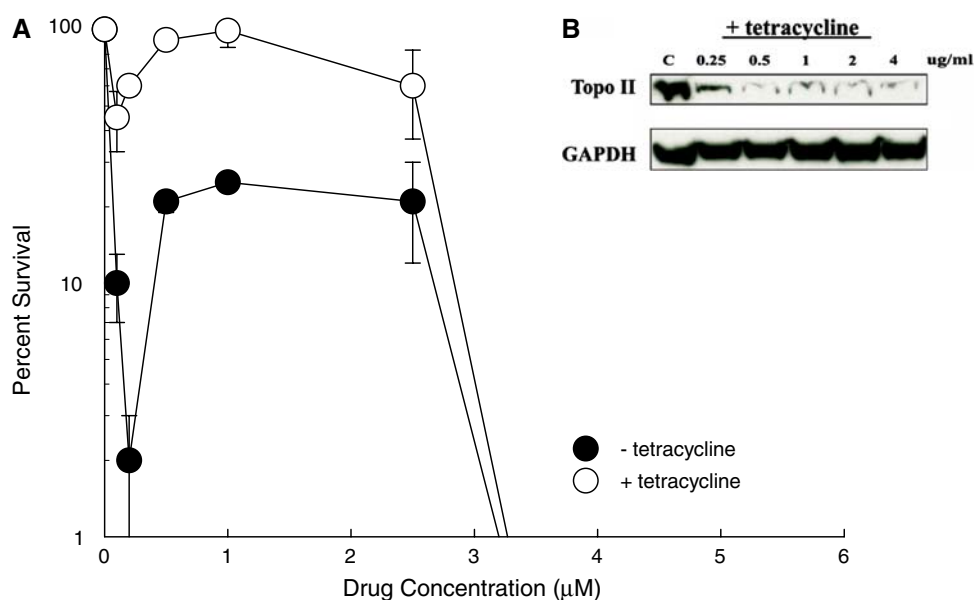 A
100
10
1
Percent Survival
0 1 2 3 4 5 6
Drug Concentration (μM)
- tetracycline
+ tetracycline
B
+ tetracycline
C 0.25 0.5 1 2 4 ug/ml
Topo II
GAPDH